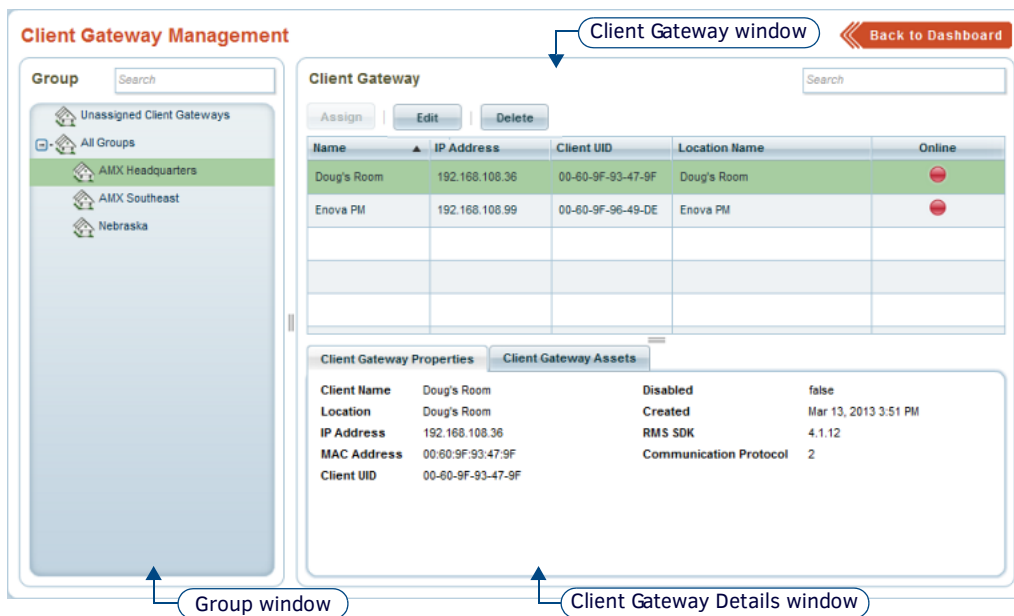 Client Gateway Management
Client Gateway window
Back to Dashboard
Group
Search
Unassigned Client Gateways
All Groups
AMX Headquarters
AMX Southeast
Nebraska
Client Gateway
Search
Assign | Edit | Delete
Name IP Address Client UID Location Name Online
Doug's Room 192.168.108.36 00-60-9F-93-47-9F Doug's Room
Enova PM 192.168.108.99 00-60-9F-96-49-DE Enova PM
Client Gateway Properties Client Gateway Assets
Client Name Doug's Room Disabled false
Location Doug's Room Created Mar 13, 2013 3:51 PM
IP Address 192.168.108.36 RMS SDK 4.1.12
MAC Address 00:60:9F:93:47:9F Communication Protocol 2
Client UID 00-60-9F-93-47-9F
Group window
Client Gateway Details window